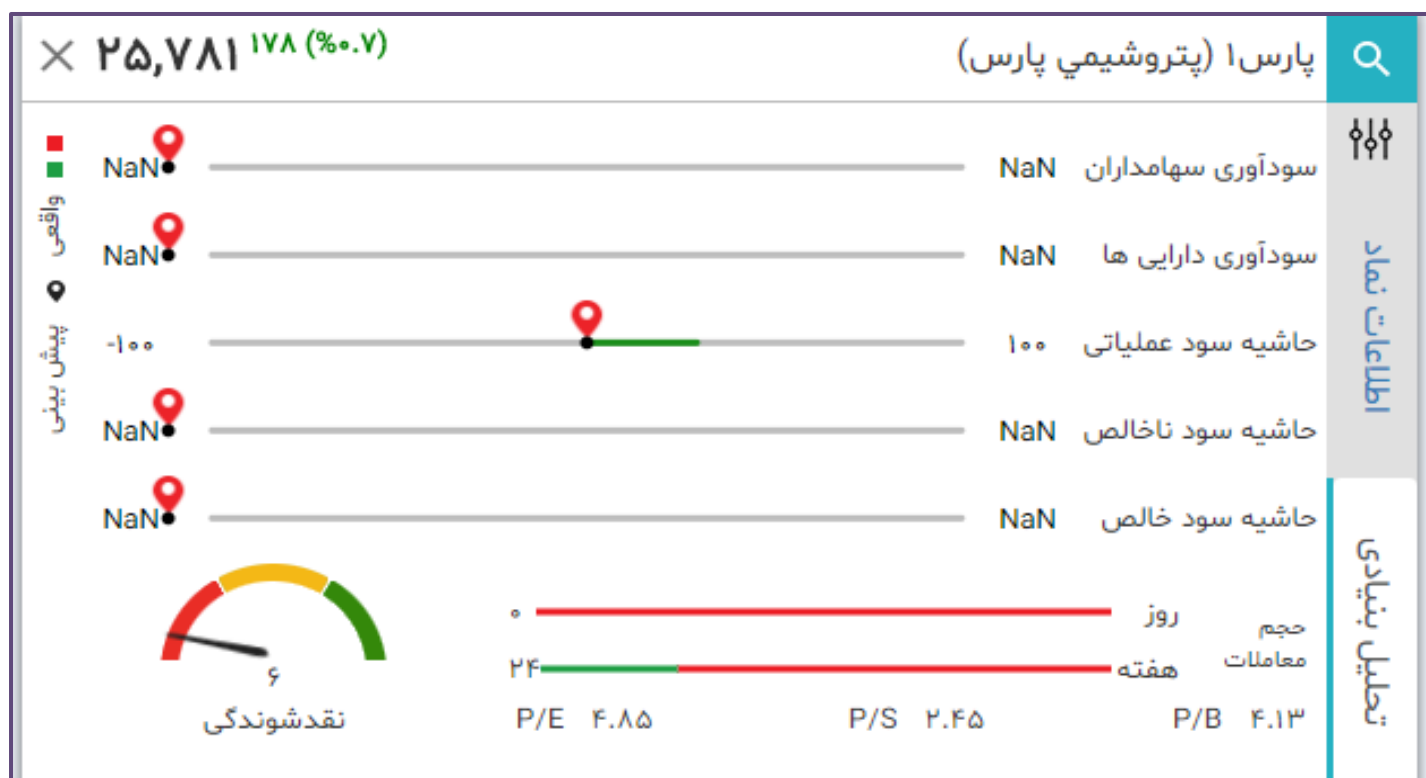 پارس۱ (پتروشيمي پارس)
۲۵,۷۸۱ ۱۷۸ (%۰.۷)
اطلاعات نماد
تحلیل بنیادی
سودآوری سهامداران NaN NaN
سودآوری دارایی ها NaN NaN
حاشیه سود عملیاتی ۱۰۰ -۱۰۰
حاشیه سود ناخالص NaN NaN
حاشیه سود خالص NaN NaN
واقعی
پیش بینی
حجم
معاملات
روز ۰
هفته ۲۴
P/B ۴.۱۳
P/S ۲.۴۵
P/E ۴.۸۵
۶
نقدشوندگی